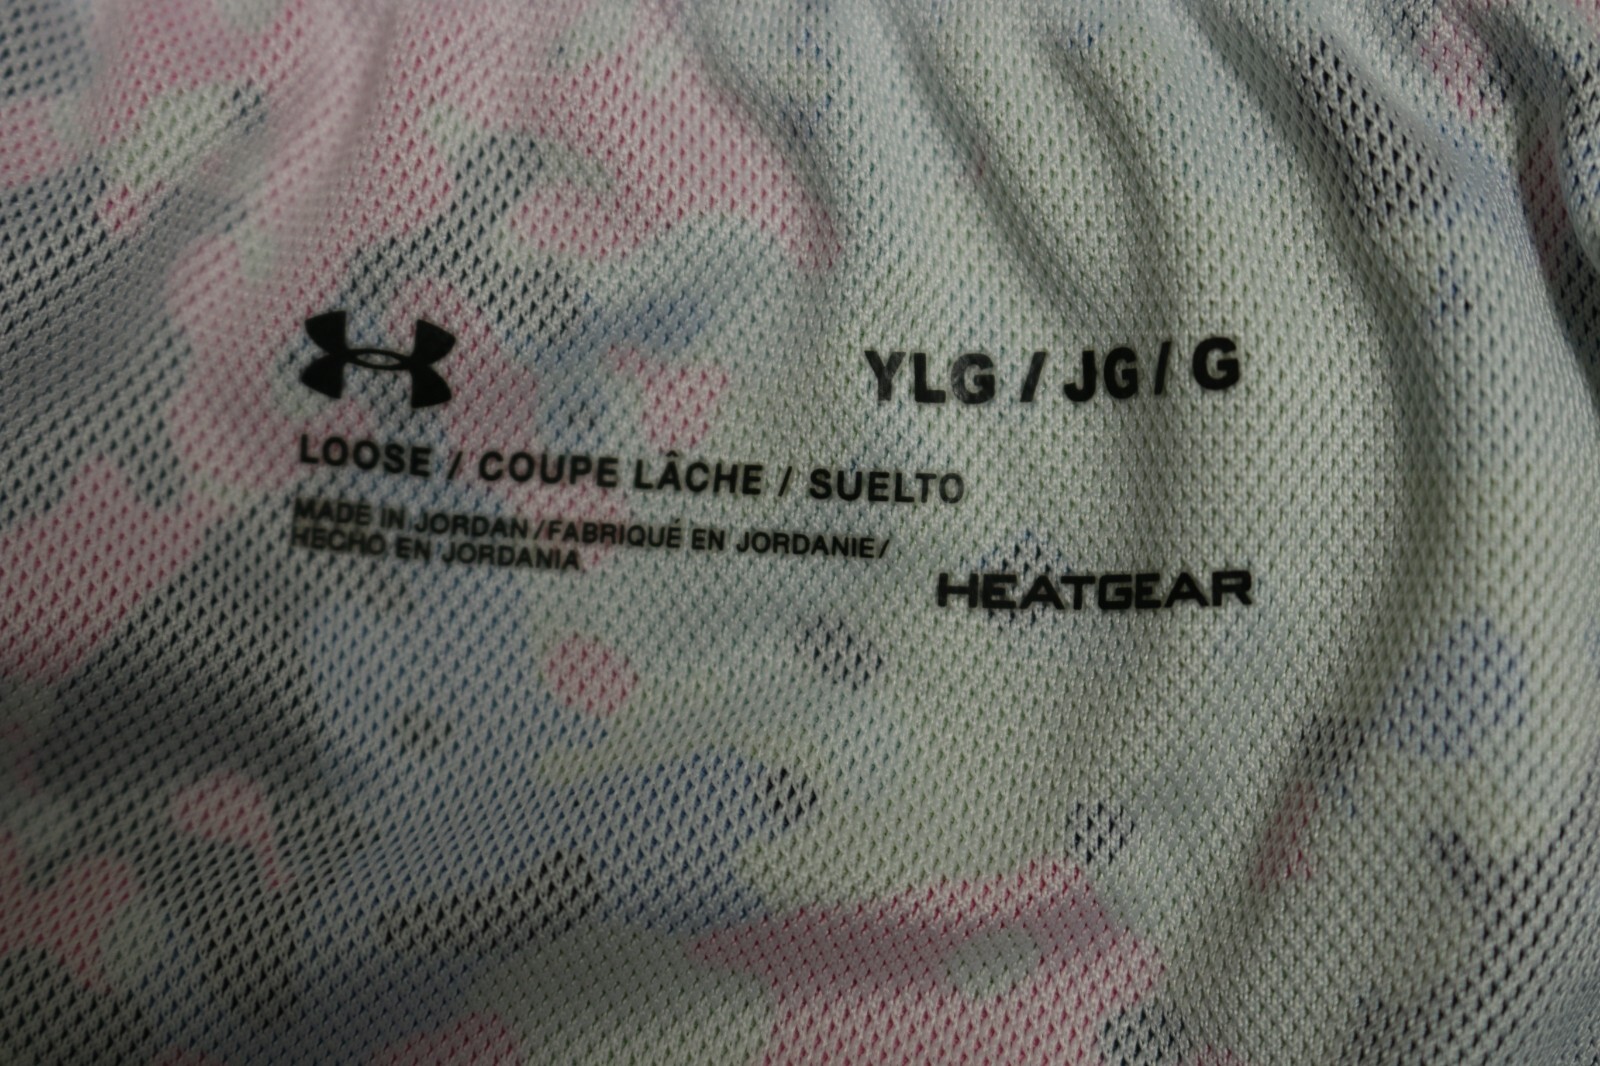 YLG / JG / G
LOOSE / COUPE LÂCHE / SUELTO
MADE IN JORDAN / FABRIQUÉ EN JORDANIE /
HECHO EN JORDANIA
HEATGEAR